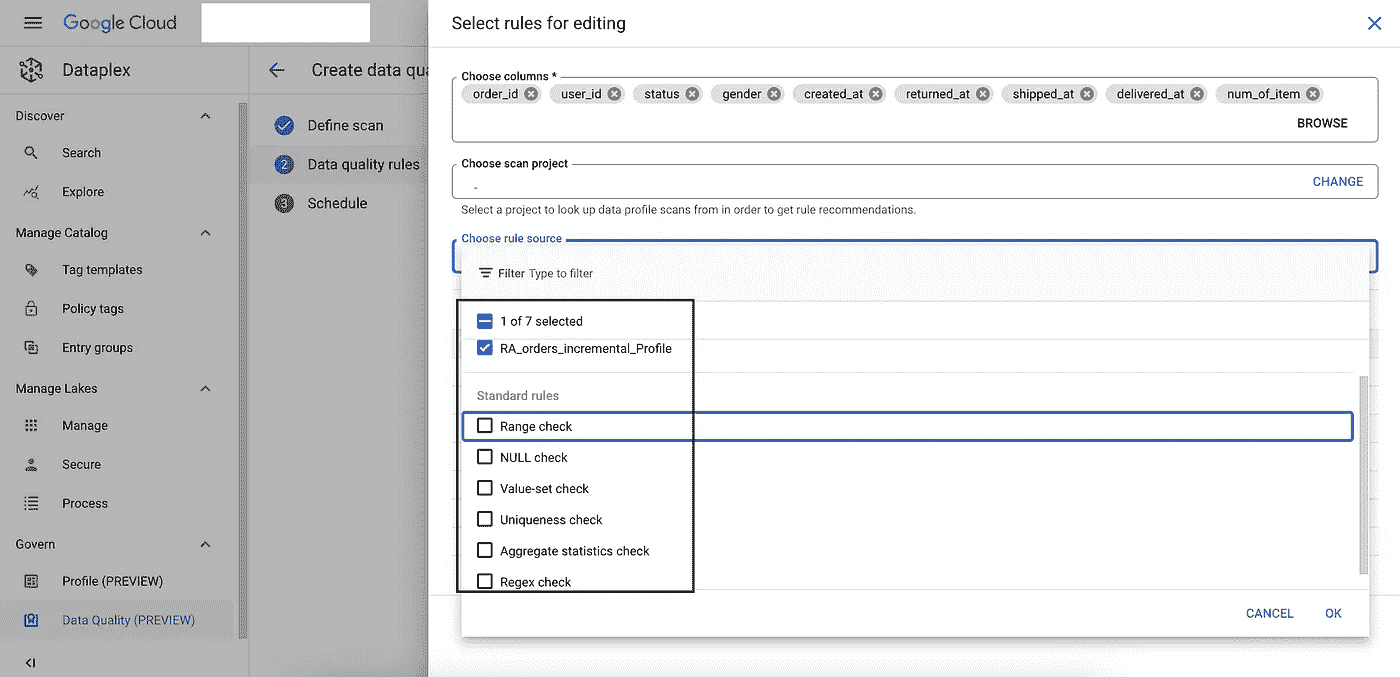 Google Cloud
Dataplex
Discover
Search
Explore
Manage Catalog
Tag templates
Policy tags
Entry groups
Manage Lakes
Manage
Secure
Process
Govern
Profile (PREVIEW)
Data Quality (PREVIEW)
Create data qua
Define scan
2 Data quality rules
3 Schedule
Select rules for editing
Choose columns *
order_id user_id status gender created_at returned_at shipped_at delivered_at num_of_item
BROWSE
Choose scan project
-
CHANGE
Select a project to look up data profile scans from in order to get rule recommendations.
Choose rule source
Filter Type to filter
1 of 7 selected
RA_orders_incremental_Profile
Standard rules
Range check
NULL check
Value-set check
Uniqueness check
Aggregate statistics check
Regex check
CANCEL OK